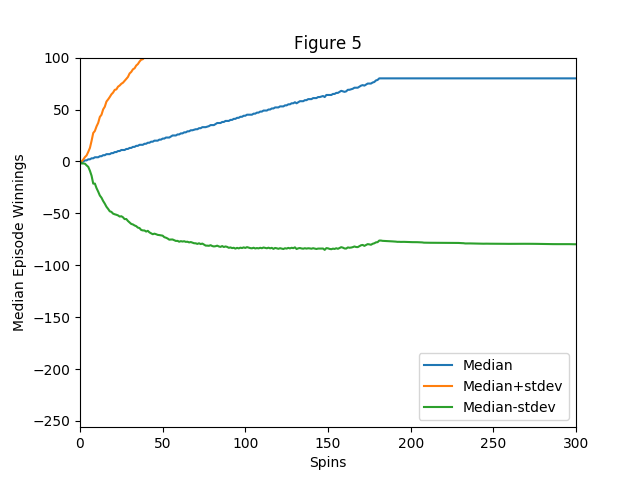 Figure 5
Median Episode Winnings
100
50
0
−50
−100
−150
−200
−250
0 50 100 150 200 250 300
Spins
Median
Median+stdev
Median-stdev